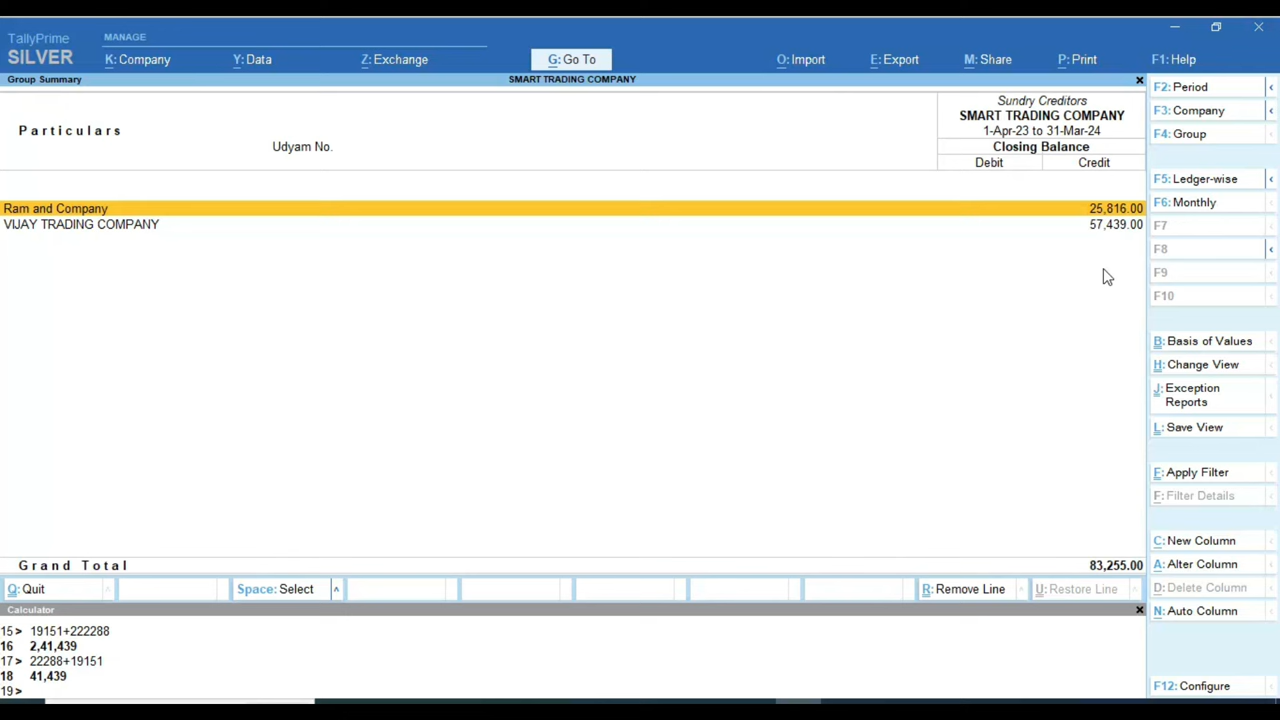 TallyPrime
SILVER
MANAGE
K: Company
Y: Data
Z: Exchange
G: Go To
O: Import
E: Export
M: Share
P: Print
F1: Help
Group Summary
SMART TRADING COMPANY
Particulars
Udyam No.
Sundry Creditors
SMART TRADING COMPANY
1-Apr-23 to 31-Mar-24
Closing Balance
Debit Credit
Ram and Company 25,816.00
VIJAY TRADING COMPANY 57,439.00
Grand Total 83,255.00
Q: Quit
Space: Select
R: Remove Line
U: Restore Line
Calculator
15> 19151+222288
16 2,41,439
17> 22288+19151
18 41,439
19>
F2: Period
F3: Company
F4: Group
F5: Ledger-wise
F6: Monthly
F7
F8
F9
F10
B: Basis of Values
H: Change View
J: Exception
Reports
L: Save View
F: Apply Filter
F: Filter Details
C: New Column
A: Alter Column
D: Delete Column
N: Auto Column
F12: Configure